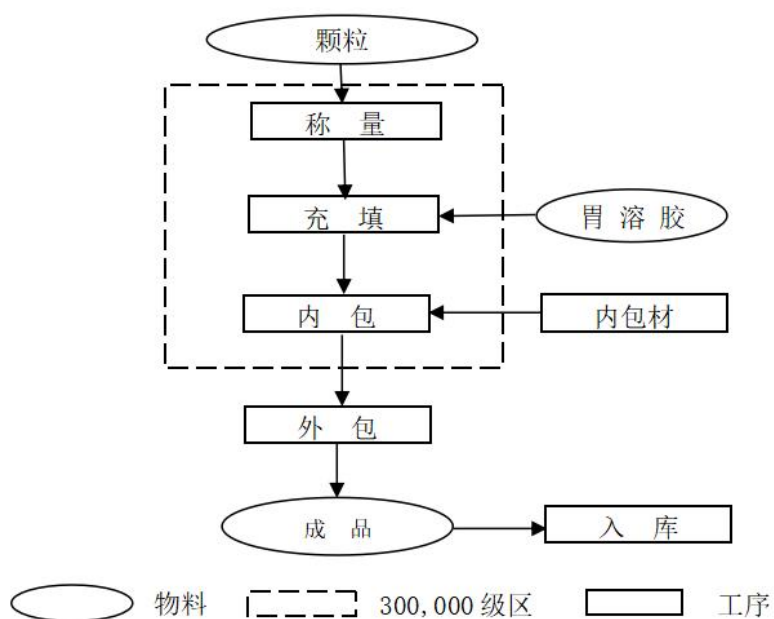 颗粒
称 量
充 填
胃 溶 胶
内 包
内包材
外 包
成 品
入 库
物料
300,000 级区
工序